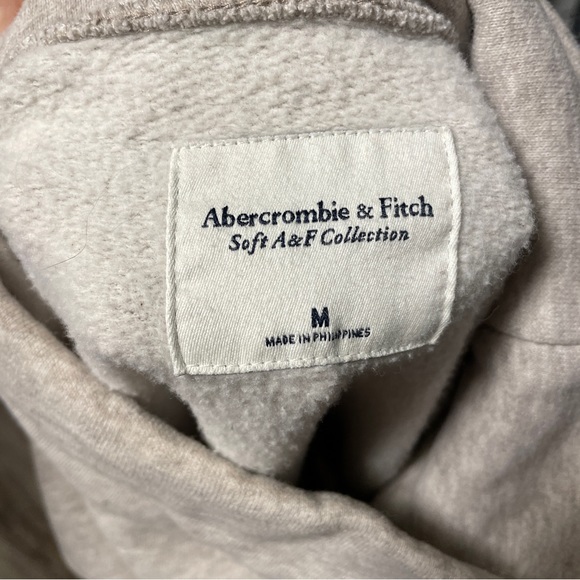 Abercrombie & Fitch
Soft A&F Collection
M
MADE IN PHILIPPINES